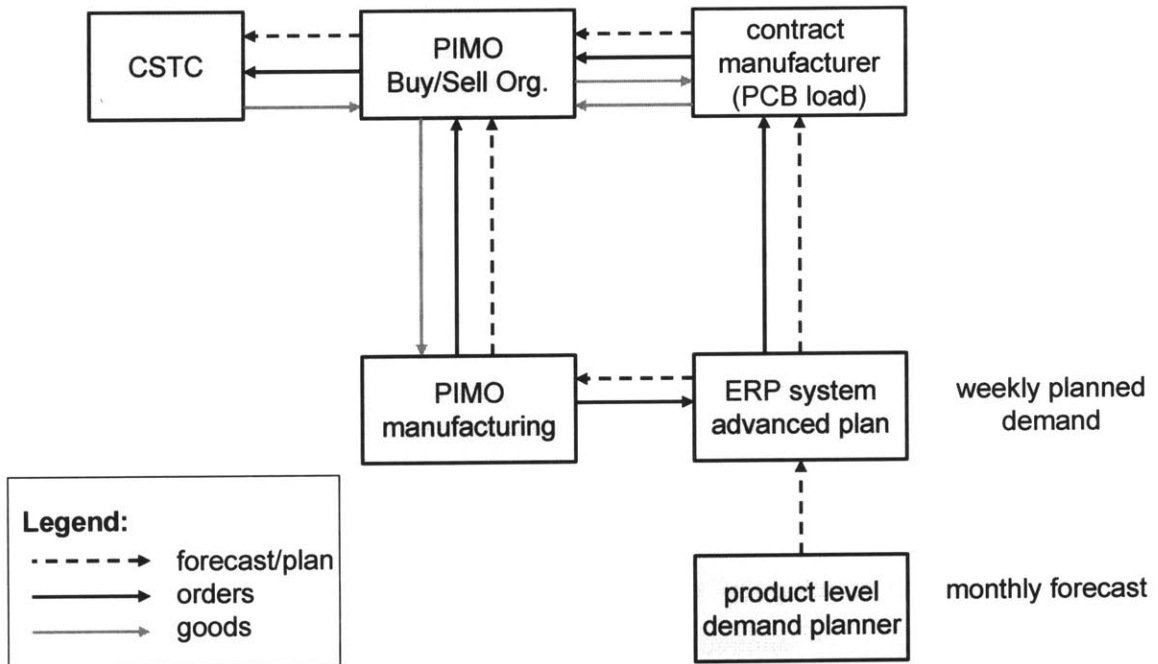 CSTC
PIMO
Buy/Sell Org.
contract
manufacturer
(PCB load)
PIMO
manufacturing
ERP system
advanced plan
weekly planned
demand
Legend:
forecast/plan
orders
goods
product level
demand planner
monthly forecast